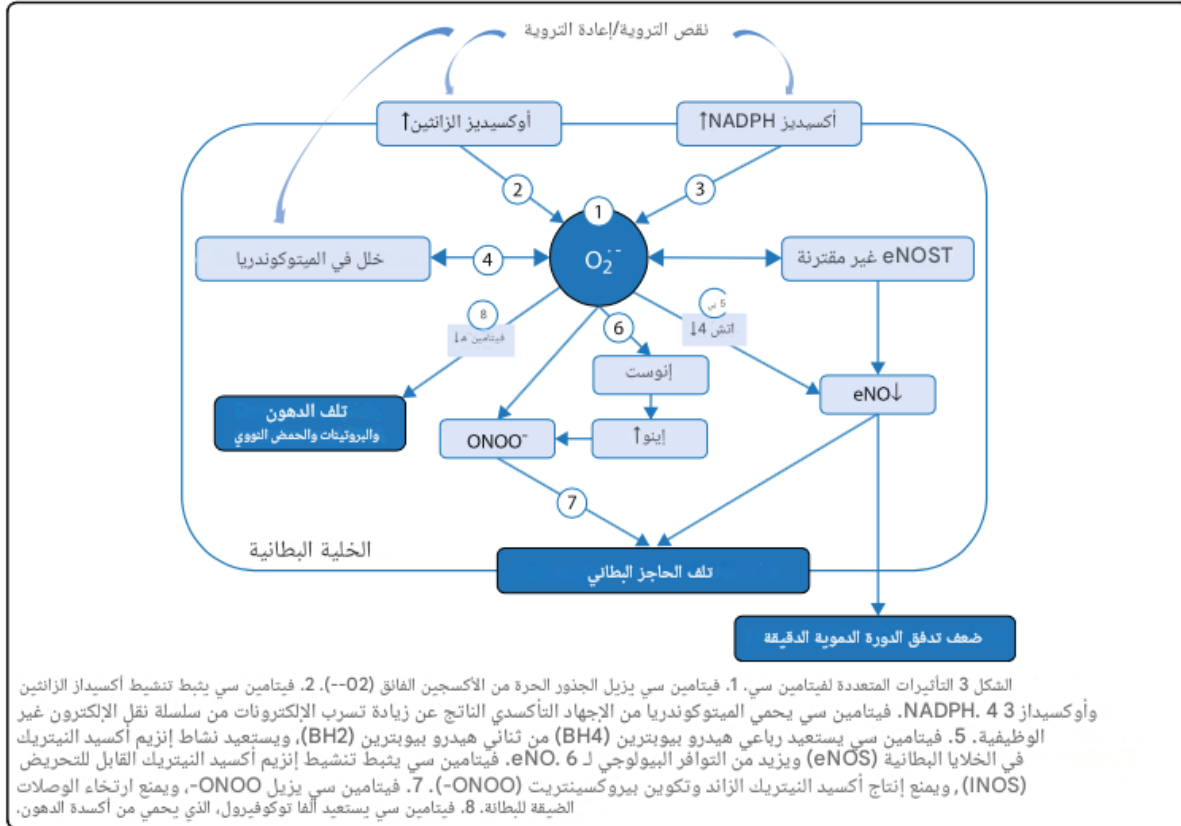 نقص التروية/إعادة التروية
أوكسيديز الزانثين↑
أكسيديز NADPH↑
2
3
1
O₂·⁻
خلل في الميتوكوندريا
4
eNOST غير مقترنة
8
فيتامين ه↓
6
5 بي
اتش 4↓
إنوست
eNO↓
تلف الدهون
والبروتينات والحمض النووي
ONOO⁻
إينو↑
7
الخلية البطانية
تلف الحاجز البطاني
ضعف تدفق الدورة الدموية الدقيقة
الشكل 3 التأثيرات المتعددة لفيتامين سي. 1. فيتامين سي يزيل الجذور الحرة من الأكسجين الفائق (O2--). 2. فيتامين سي يثبط تنشيط أكسيداز الزانثين
وأوكسيداز NADPH. 4 3. فيتامين سي يحمي الميتوكوندريا من الإجهاد التأكسدي الناتج عن زيادة تسرب الإلكترونات من سلسلة نقل الإلكترون غير
الوظيفية. 5. فيتامين سي يستعيد رباعي هيدرو بيوبترين (BH4) من ثنائي هيدرو بيوبترين (BH2)، ويستعيد نشاط إنزيم أكسيد النيتريك
في الخلايا البطانية (eNOS) ويزيد من التوافر البيولوجي لـ eNO. 6. فيتامين سي يثبط تنشيط إنزيم أكسيد النيتريك القابل للتحريض
(INOS)، ويمنع إنتاج أكسيد النيتريك الزائد وتكوين بيروكسينتريت (ONOO-). 7. فيتامين سي يزيل ONOO-، ويمنع ارتخاء الوصلات
الضيقة للبطانة. 8. فيتامين سي يستعيد ألفا توكوفيرول، الذي يحمي من أكسدة الدهون.